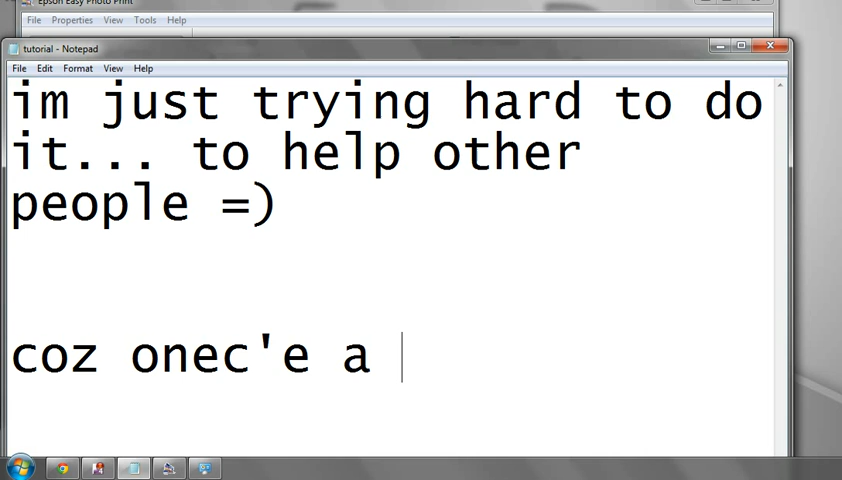 Epson Easy Photo Print
File Properties View Tools Help
tutorial - Notepad
File Edit Format View Help
im just trying hard to do
it... to help other
people =)
coz onec'e a